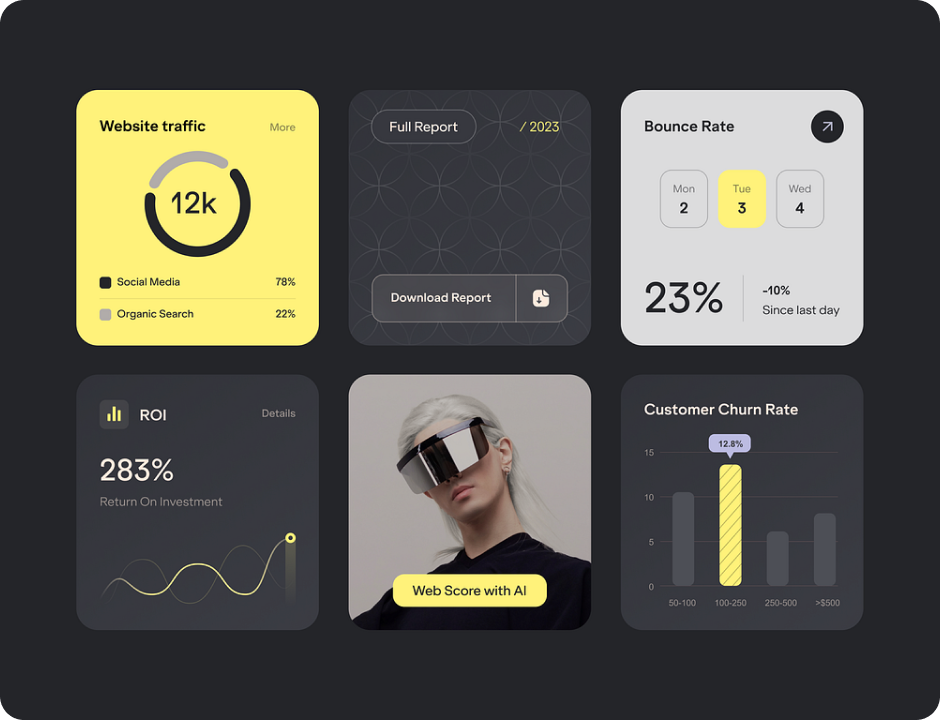 Website traffic
More
12k
Social Media 78%
Organic Search 22%
Full Report
/ 2023
Download Report
Bounce Rate
Mon Tue Wed
2 3 4
23%
-10%
Since last day
ROI
Details
283%
Return On Investment
Web Score with AI
Customer Churn Rate
12.8%
15
10
5
0
50-100 100-250 250-500 >$500